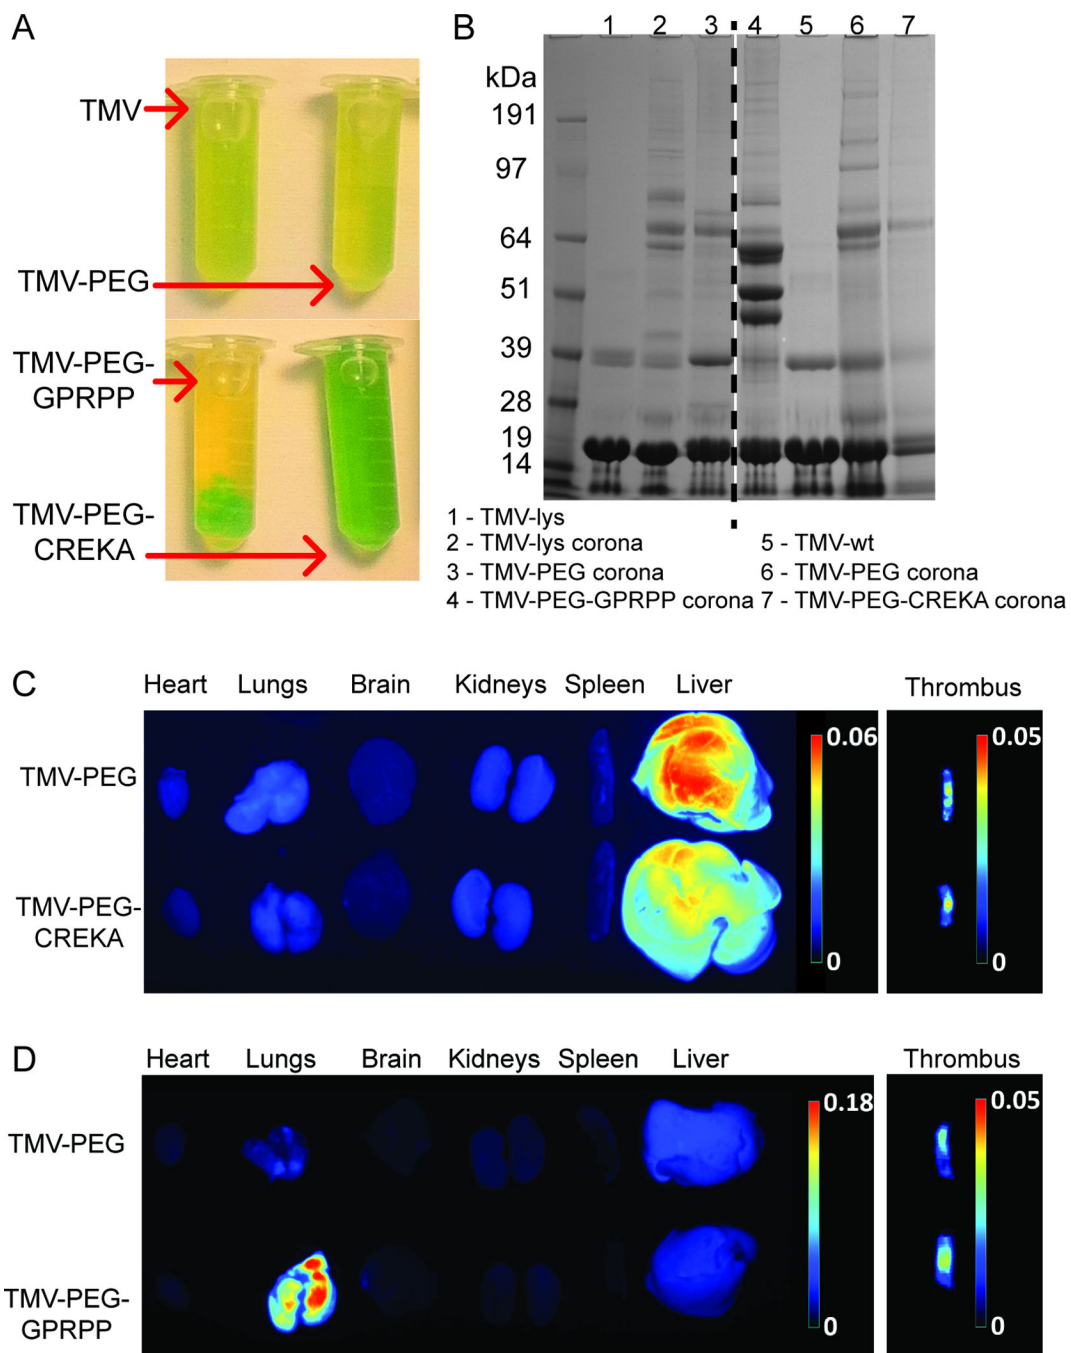 A
TMV
TMV-PEG
TMV-PEG-
GPRPP
TMV-PEG-
CREKA
B
1 2 3 4 5 6 7
kDa
191
97
64
51
39
28
19
14
1 - TMV-lys
2 - TMV-lys corona
3 - TMV-PEG corona
4 - TMV-PEG-GPRPP corona
5 - TMV-wt
6 - TMV-PEG corona
7 - TMV-PEG-CREKA corona
C
Heart Lungs Brain Kidneys Spleen Liver Thrombus
TMV-PEG
TMV-PEG-
CREKA
0.06
0
0.05
0
D
Heart Lungs Brain Kidneys Spleen Liver Thrombus
TMV-PEG
TMV-PEG-
GPRPP
0.18
0
0.05
0